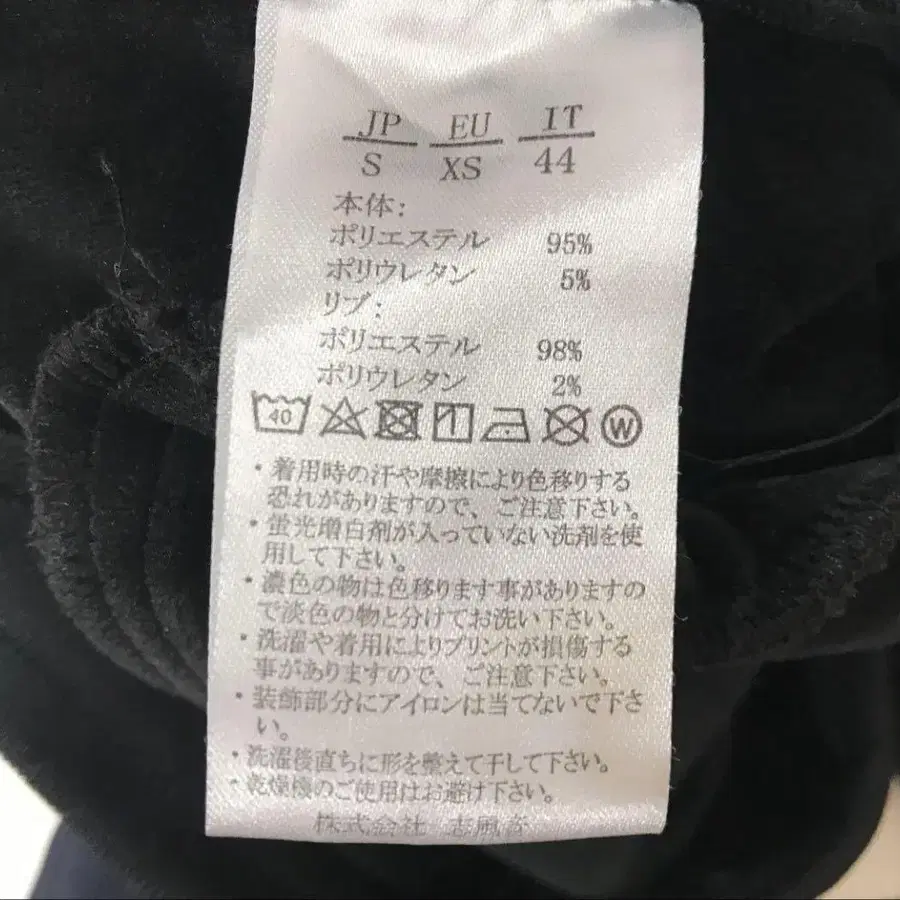 JP EU IT
S XS 44
本体:
ポリエステル 95%
ポリウレタン 5%
リブ:
ポリエステル 98%
ポリウレタン 2%
40 W
・着用時の汗や摩擦により色移りする
恐れがありますので、ご注意下さい。
・蛍光増白剤が入っていない洗剤を使
用して下さい。
・濃色の物は色移ります事がありますの
で淡色の物と分けてお洗い下さい。
・洗濯や着用によりプリントが損傷する
事がありますので、ご注意下さい。
・装飾部分にアイロンは当てないで下さ
い。
・洗濯後直ちに形を整えて干して下さい。
・乾燥機のご使用はお避け下さい。
株式会社